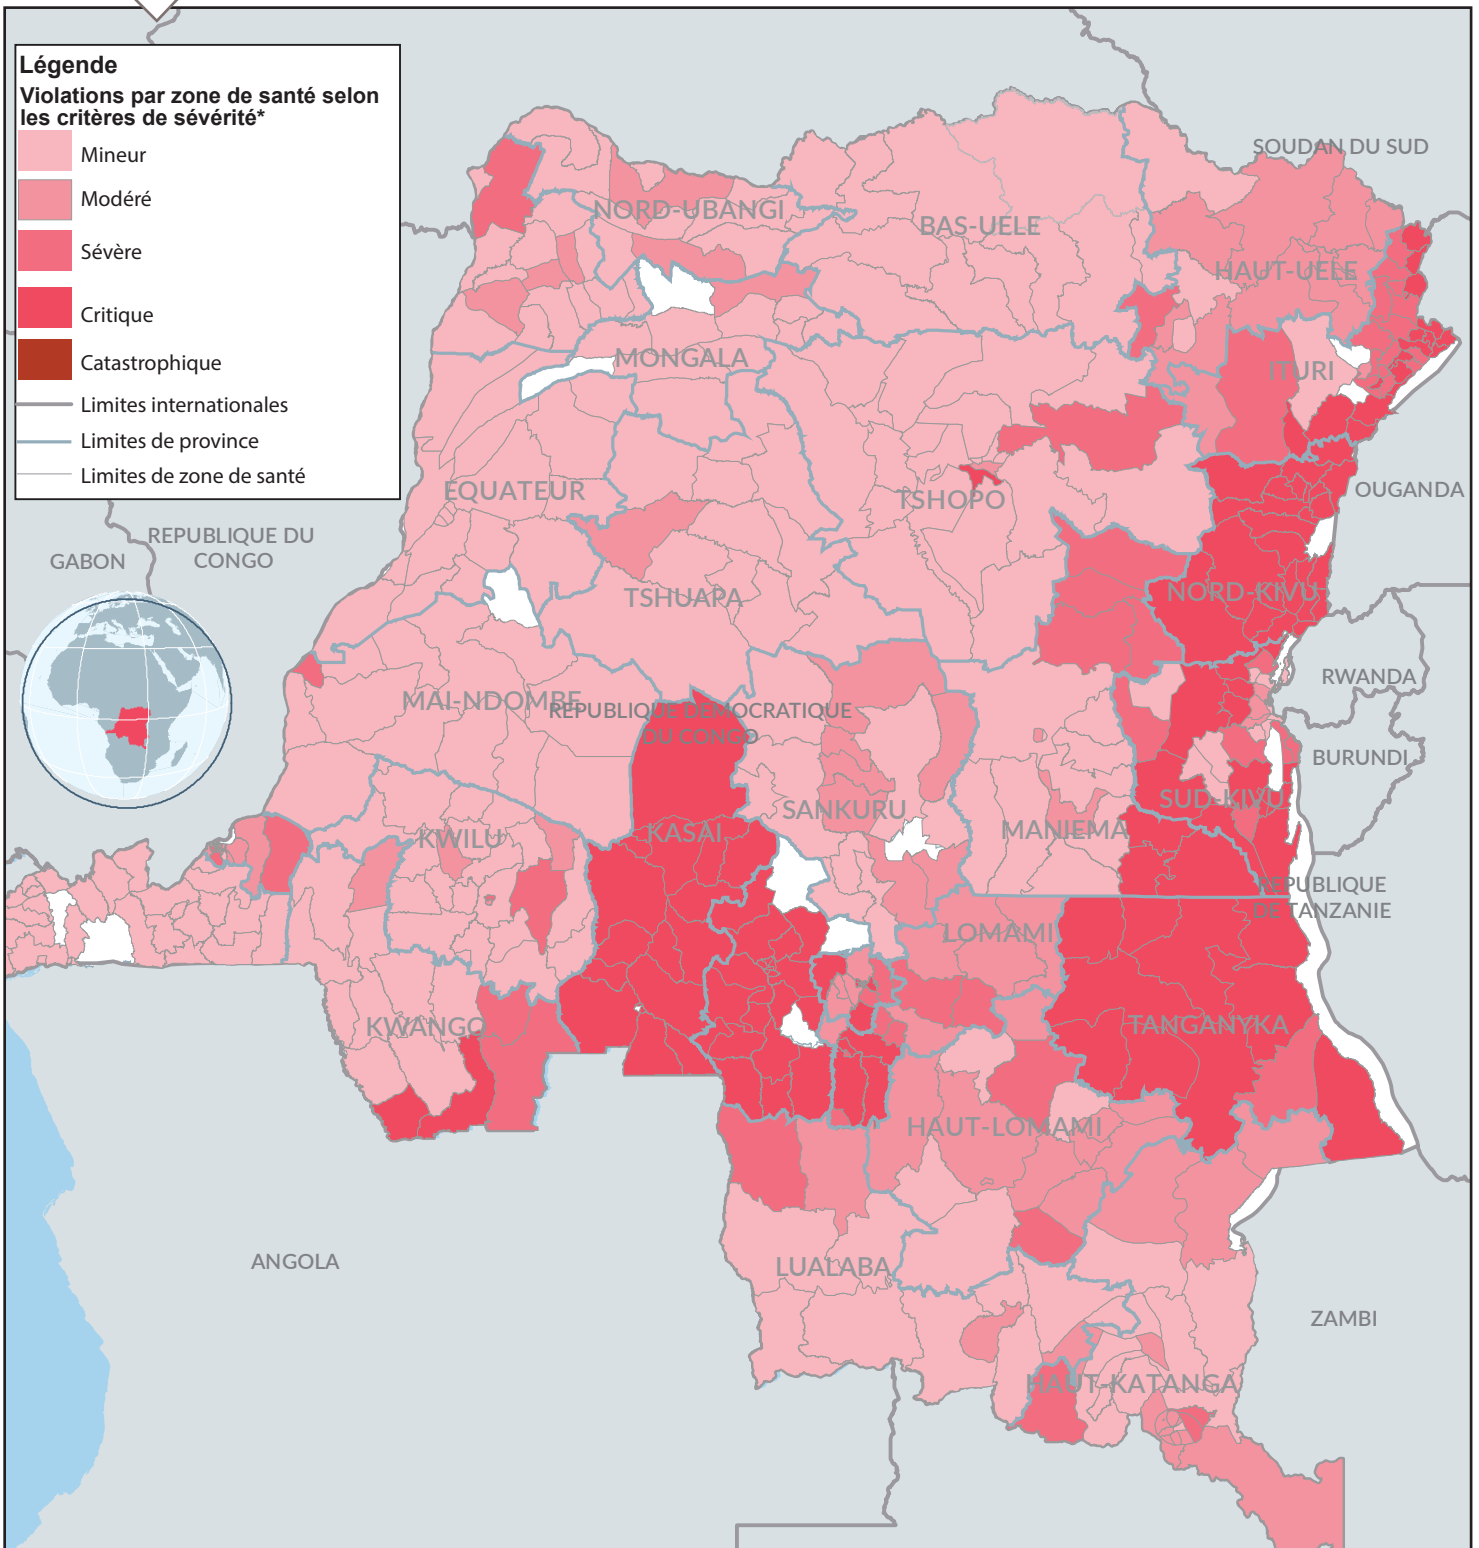 Légende
Violations par zone de santé selon
les critères de sévérité*
Mineur
Modéré
Sévère
Critique
Catastrophique
Limites internationales
Limites de province
Limites de zone de santé
SOUDAN DU SUD
NORD-UBANGI
BAS-UELE
HAUT-UELE
MONGALA
ITURI
EQUATEUR
TSHOPO
OUGANDA
REPUBLIQUE DU
CONGO
GABON
TSHUAPA
NORD-KIVU
RWANDA
MAI-NDOMBE
REPUBLIQUE DEMOCRATIQUE
DU CONGO
BURUNDI
SANKURU
SUD-KIVU
KWILU
KASAI
MANIEMA
REPUBLIQUE
DE TANZANIE
LOMAMI
KWANGO
TANGANYKA
HAUT-LOMAMI
ANGOLA
LUALABA
ZAMBI
HAUT-KATANGA